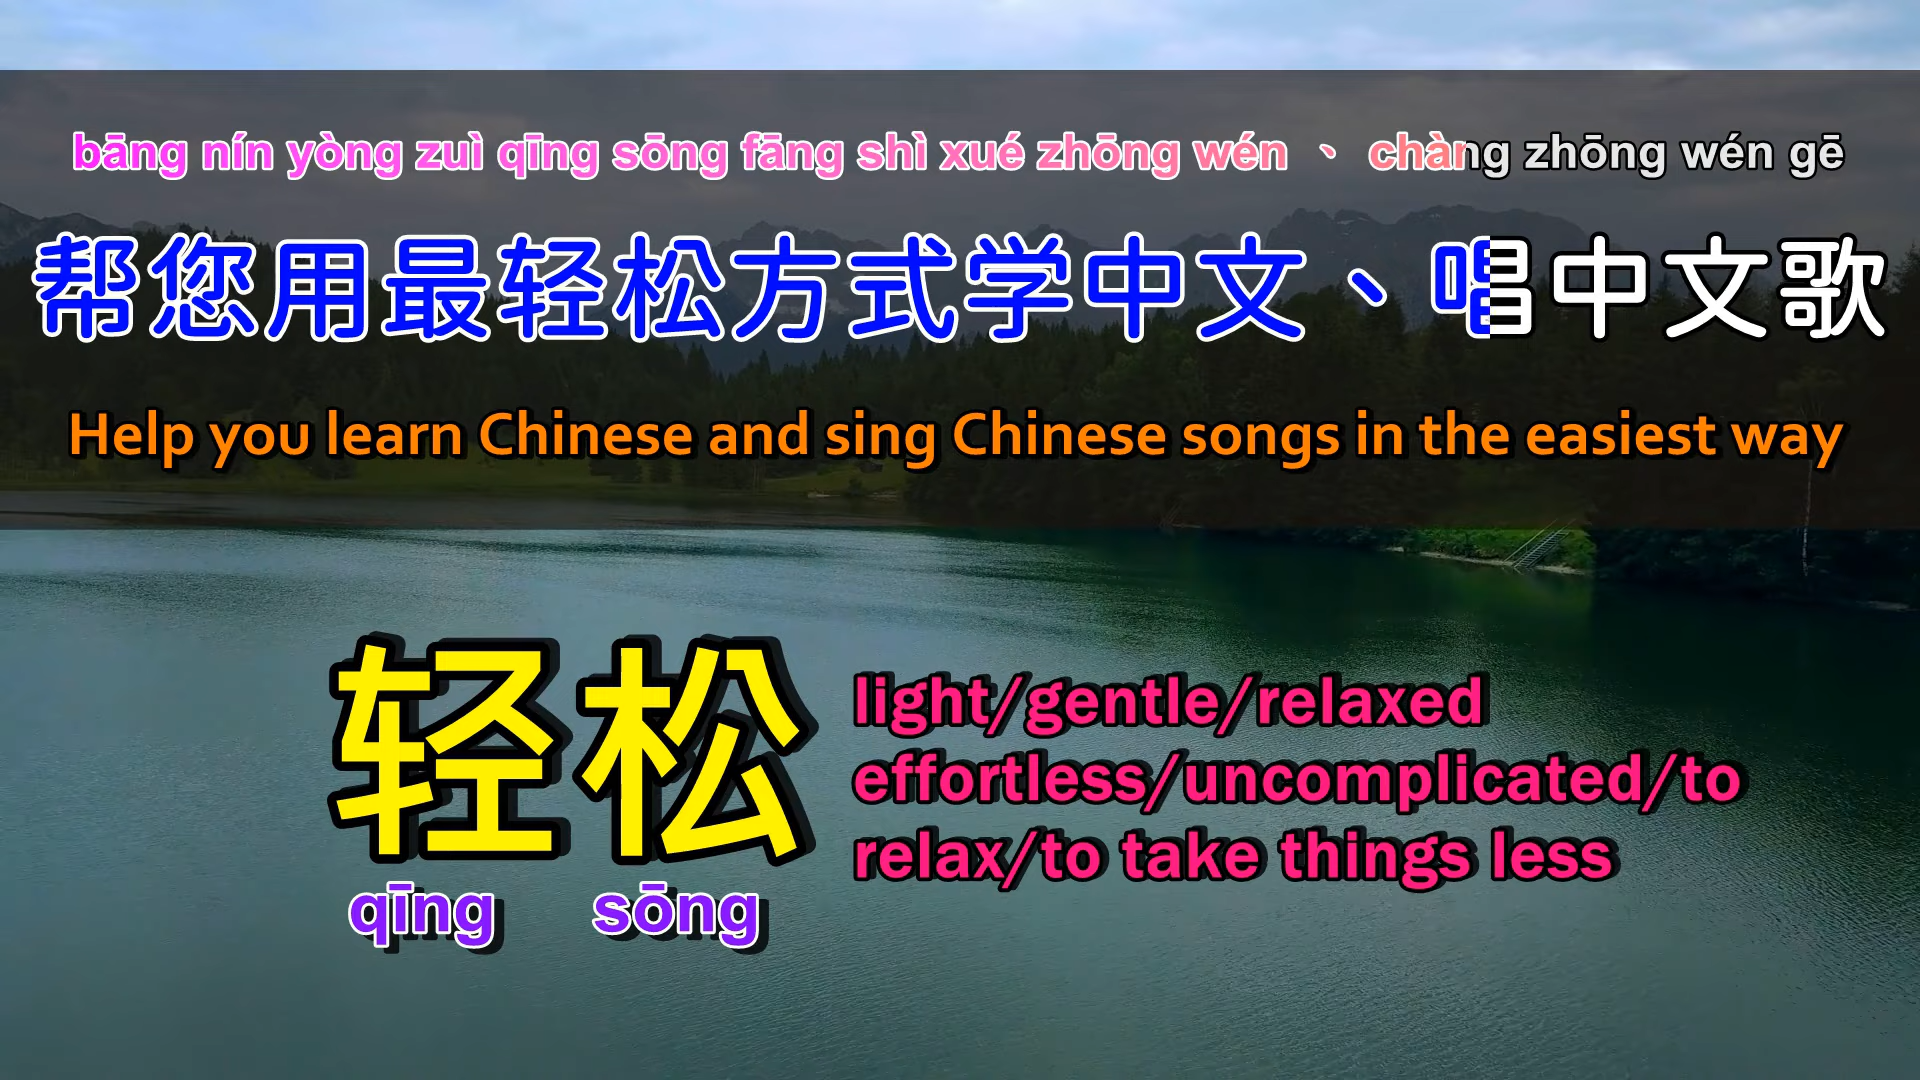 bāng nín yòng zuì qīng sōng fāng shì xué zhōng wén 、 chàng zhōng wén gē
帮您用最轻松方式学中文、唱中文歌
Help you learn Chinese and sing Chinese songs in the easiest way
轻松
qīng sōng
light/gentle/relaxed
effortless/uncomplicated/to
relax/to take things less